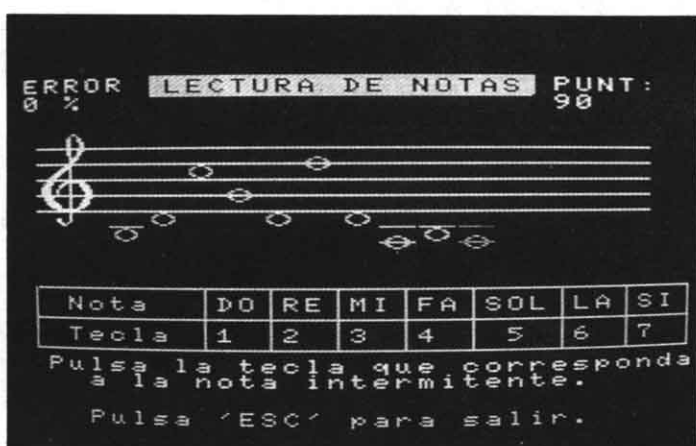 ERROR LECTURA DE NOTAS PUNT:
0 % 90
Nota DO RE MI FA SOL LA SI
Tecla 1 2 3 4 5 6 7
Pulsa la tecla que corresponda
a la nota intermitente.
Pulsa 'ESC' para salir.